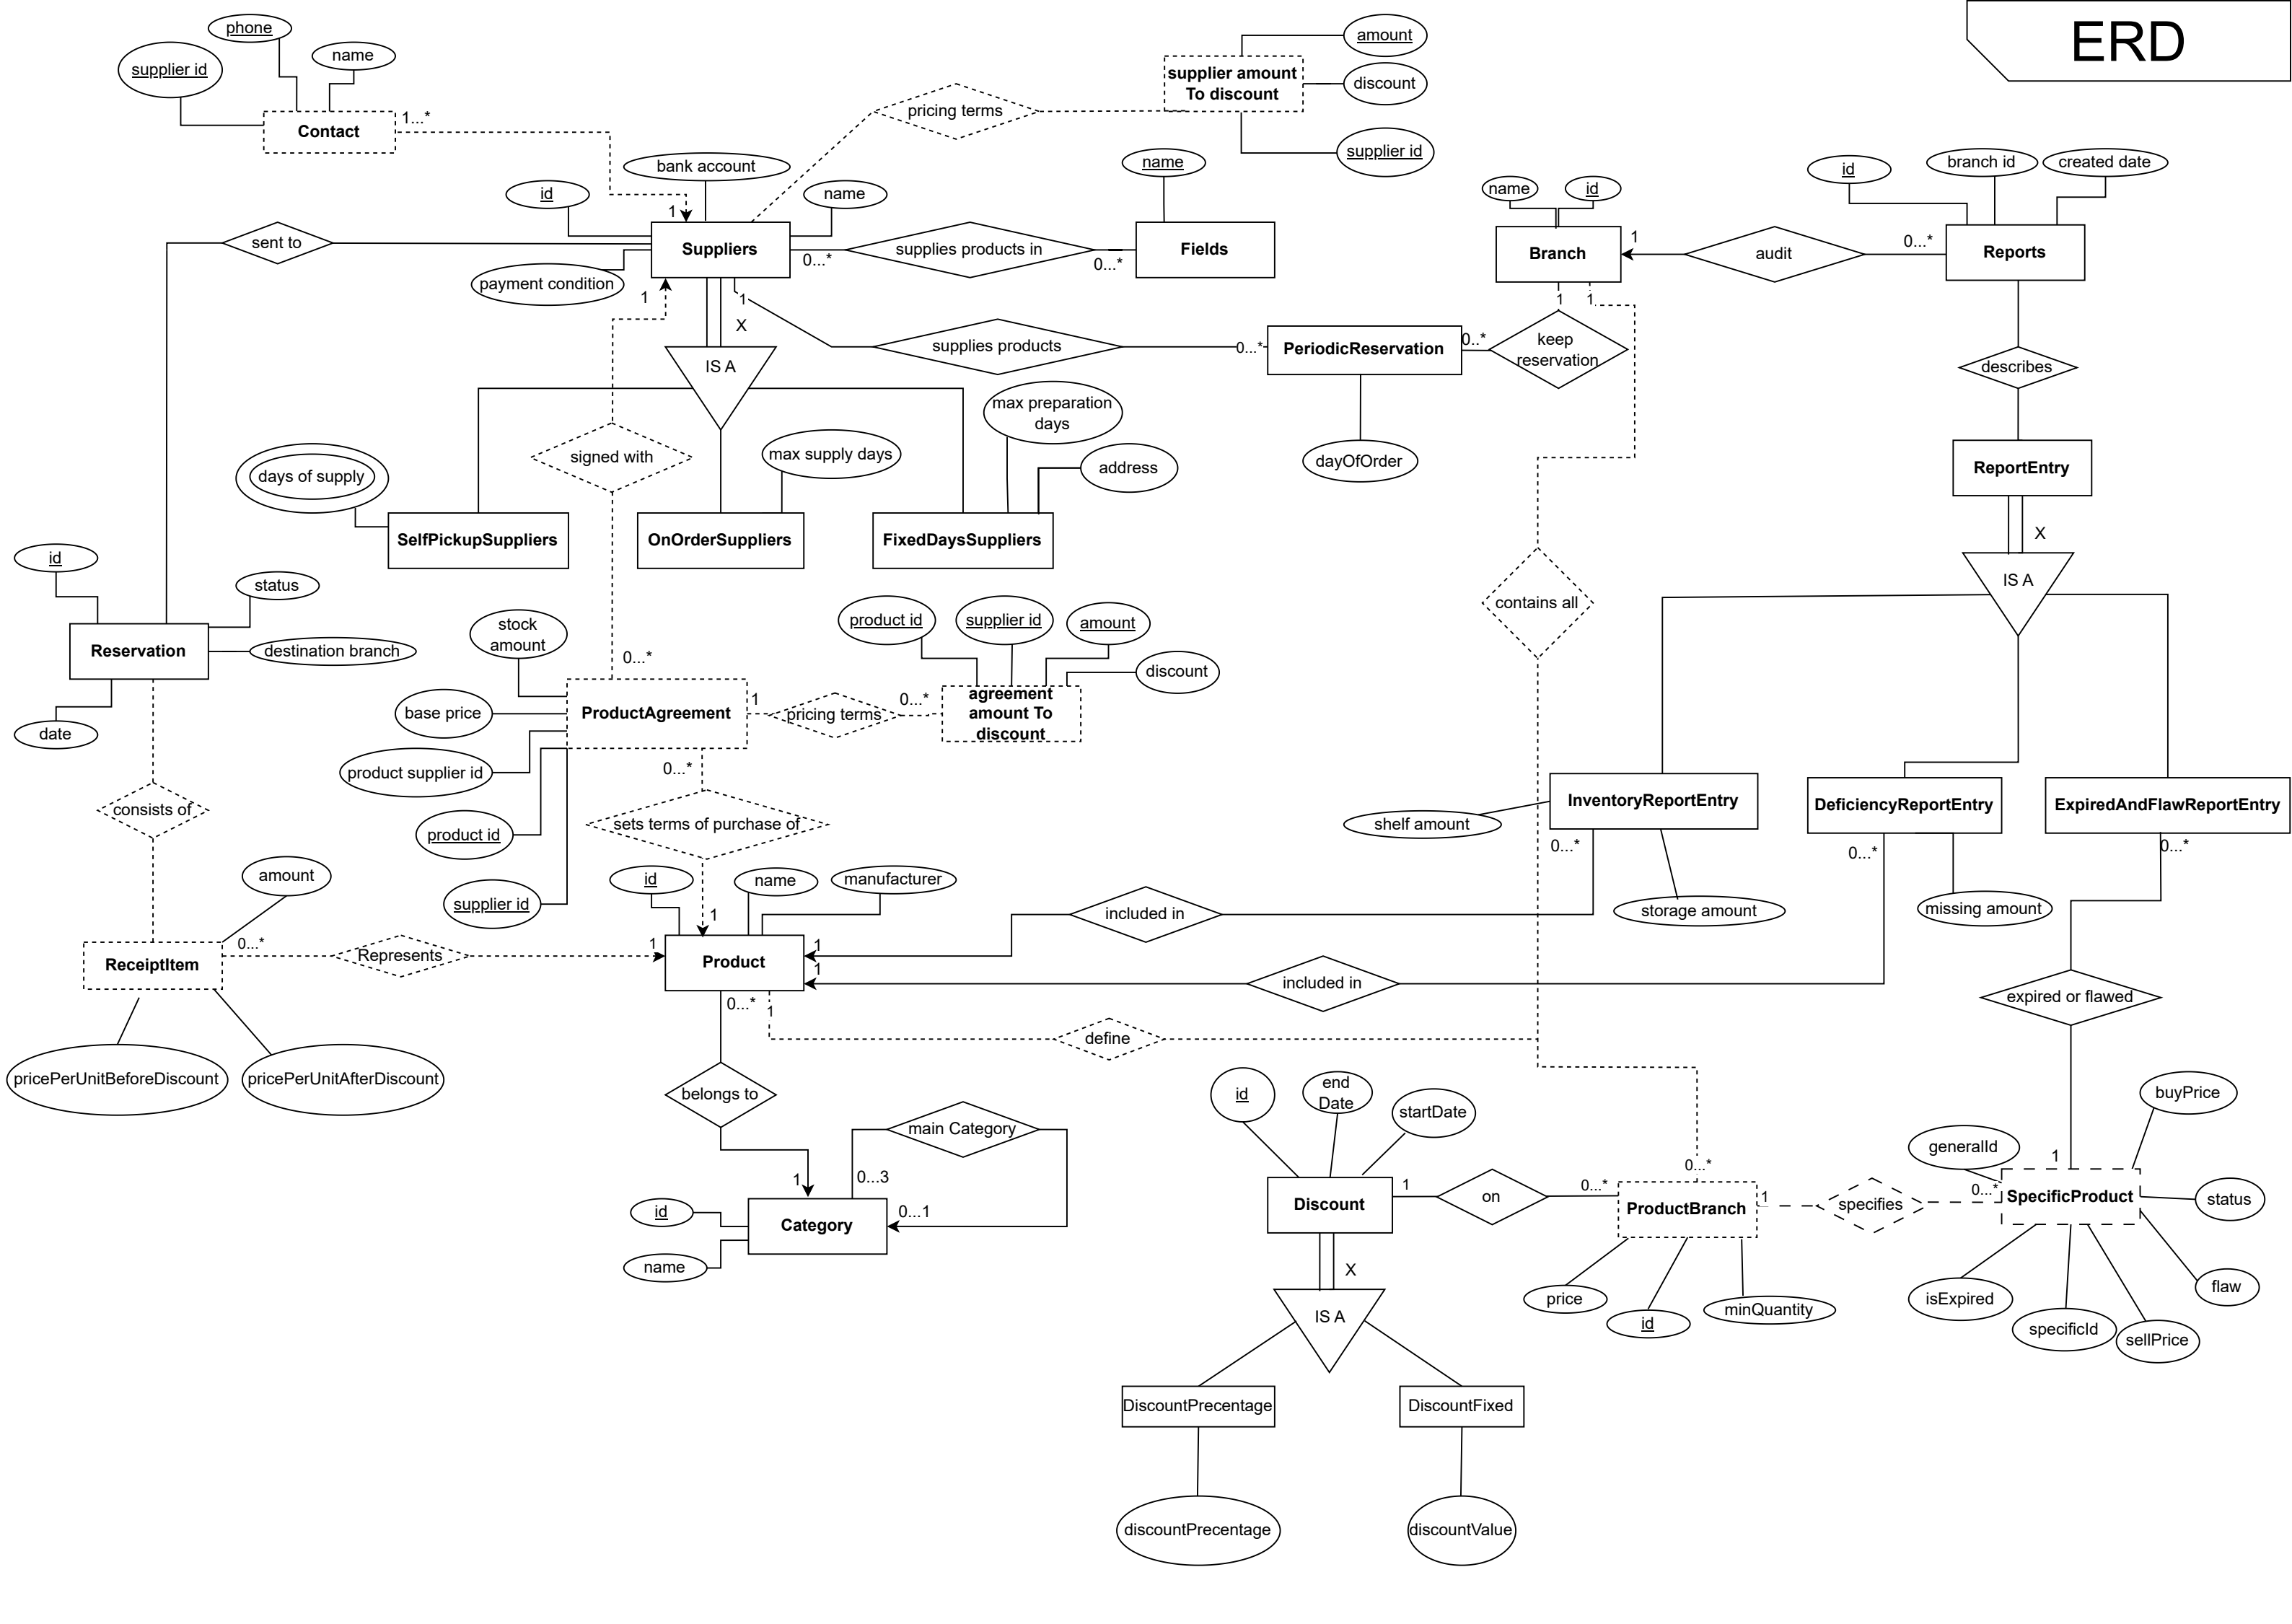 ERD
phone
supplier id
name
Contact
1...*
amount
supplier amount
To discount
discount
supplier id
pricing terms
bank account
id
name
1
Suppliers
payment condition
sent to
0...*
supplies products in
0...*
name
Fields
name
id
Branch
1
audit
0...*
id
branch id
created date
Reports
1
1
X
IS A
1
supplies products
0...*
PeriodicReservation
0..*
keep
reservation
1
1
dayOfOrder
describes
ReportEntry
X
IS A
signed with
max preparation
days
address
max supply days
days of supply
SelfPickupSuppliers
OnOrderSuppliers
FixedDaysSuppliers
id
status
Reservation
destination branch
date
contains all
stock
amount
0...*
base price
ProductAgreement
1
pricing terms
0...*
product id
supplier id
amount
discount
agreement
amount To
discount
product supplier id
product id
supplier id
0...*
sets terms of purchase of
1
consists of
amount
ReceiptItem
0...*
Represents
1
pricePerUnitBeforeDiscount
pricePerUnitAfterDiscount
id
name
manufacturer
Product
1
1
0...*
1
included in
included in
define
shelf amount
InventoryReportEntry
0...*
storage amount
DeficiencyReportEntry
0...*
missing amount
ExpiredAndFlawReportEntry
0...*
expired or flawed
belongs to
1
main Category
0...3
0...1
id
name
Category
id
end
Date
startDate
Discount
1
on
0...*
0...*
ProductBranch
1
specifies
0...*
price
id
minQuantity
1
generalId
buyPrice
SpecificProduct
status
flaw
isExpired
specificId
sellPrice
X
IS A
DiscountPrecentage
DiscountFixed
discountPrecentage
discountValue